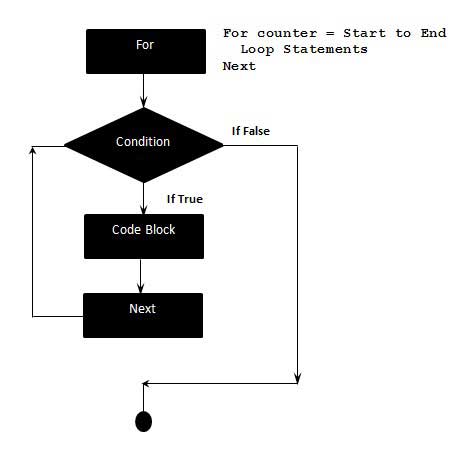 For
For counter = Start to End
Loop Statements
Next
Condition
If False
If True
Code Block
Next